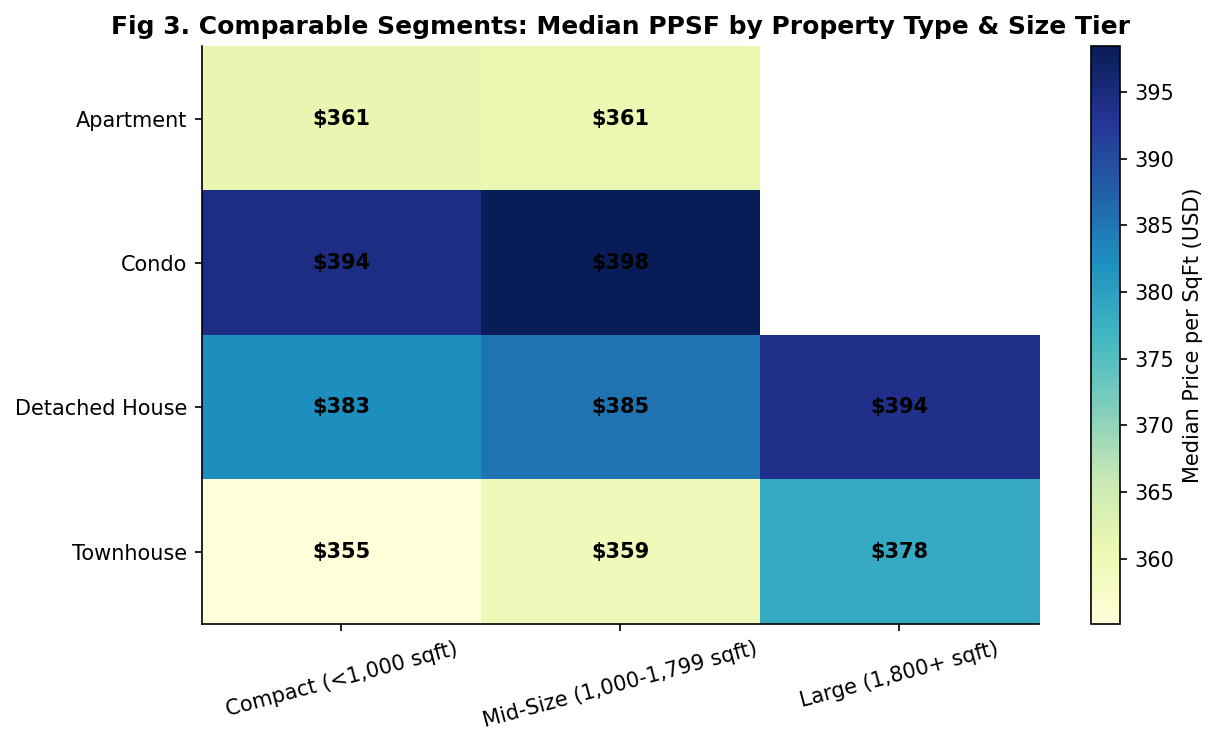 Fig 3. Comparable Segments: Median PPSF by Property Type & Size Tier
Apartment
$361
$361
Condo
$394
$398
Detached House
$383
$385
$394
Townhouse
$355
$359
$378
Compact (<1,000 sqft)
Mid-Size (1,000-1,799 sqft)
Large (1,800+ sqft)
395
390
385
380
375
370
365
360
Median Price per SqFt (USD)